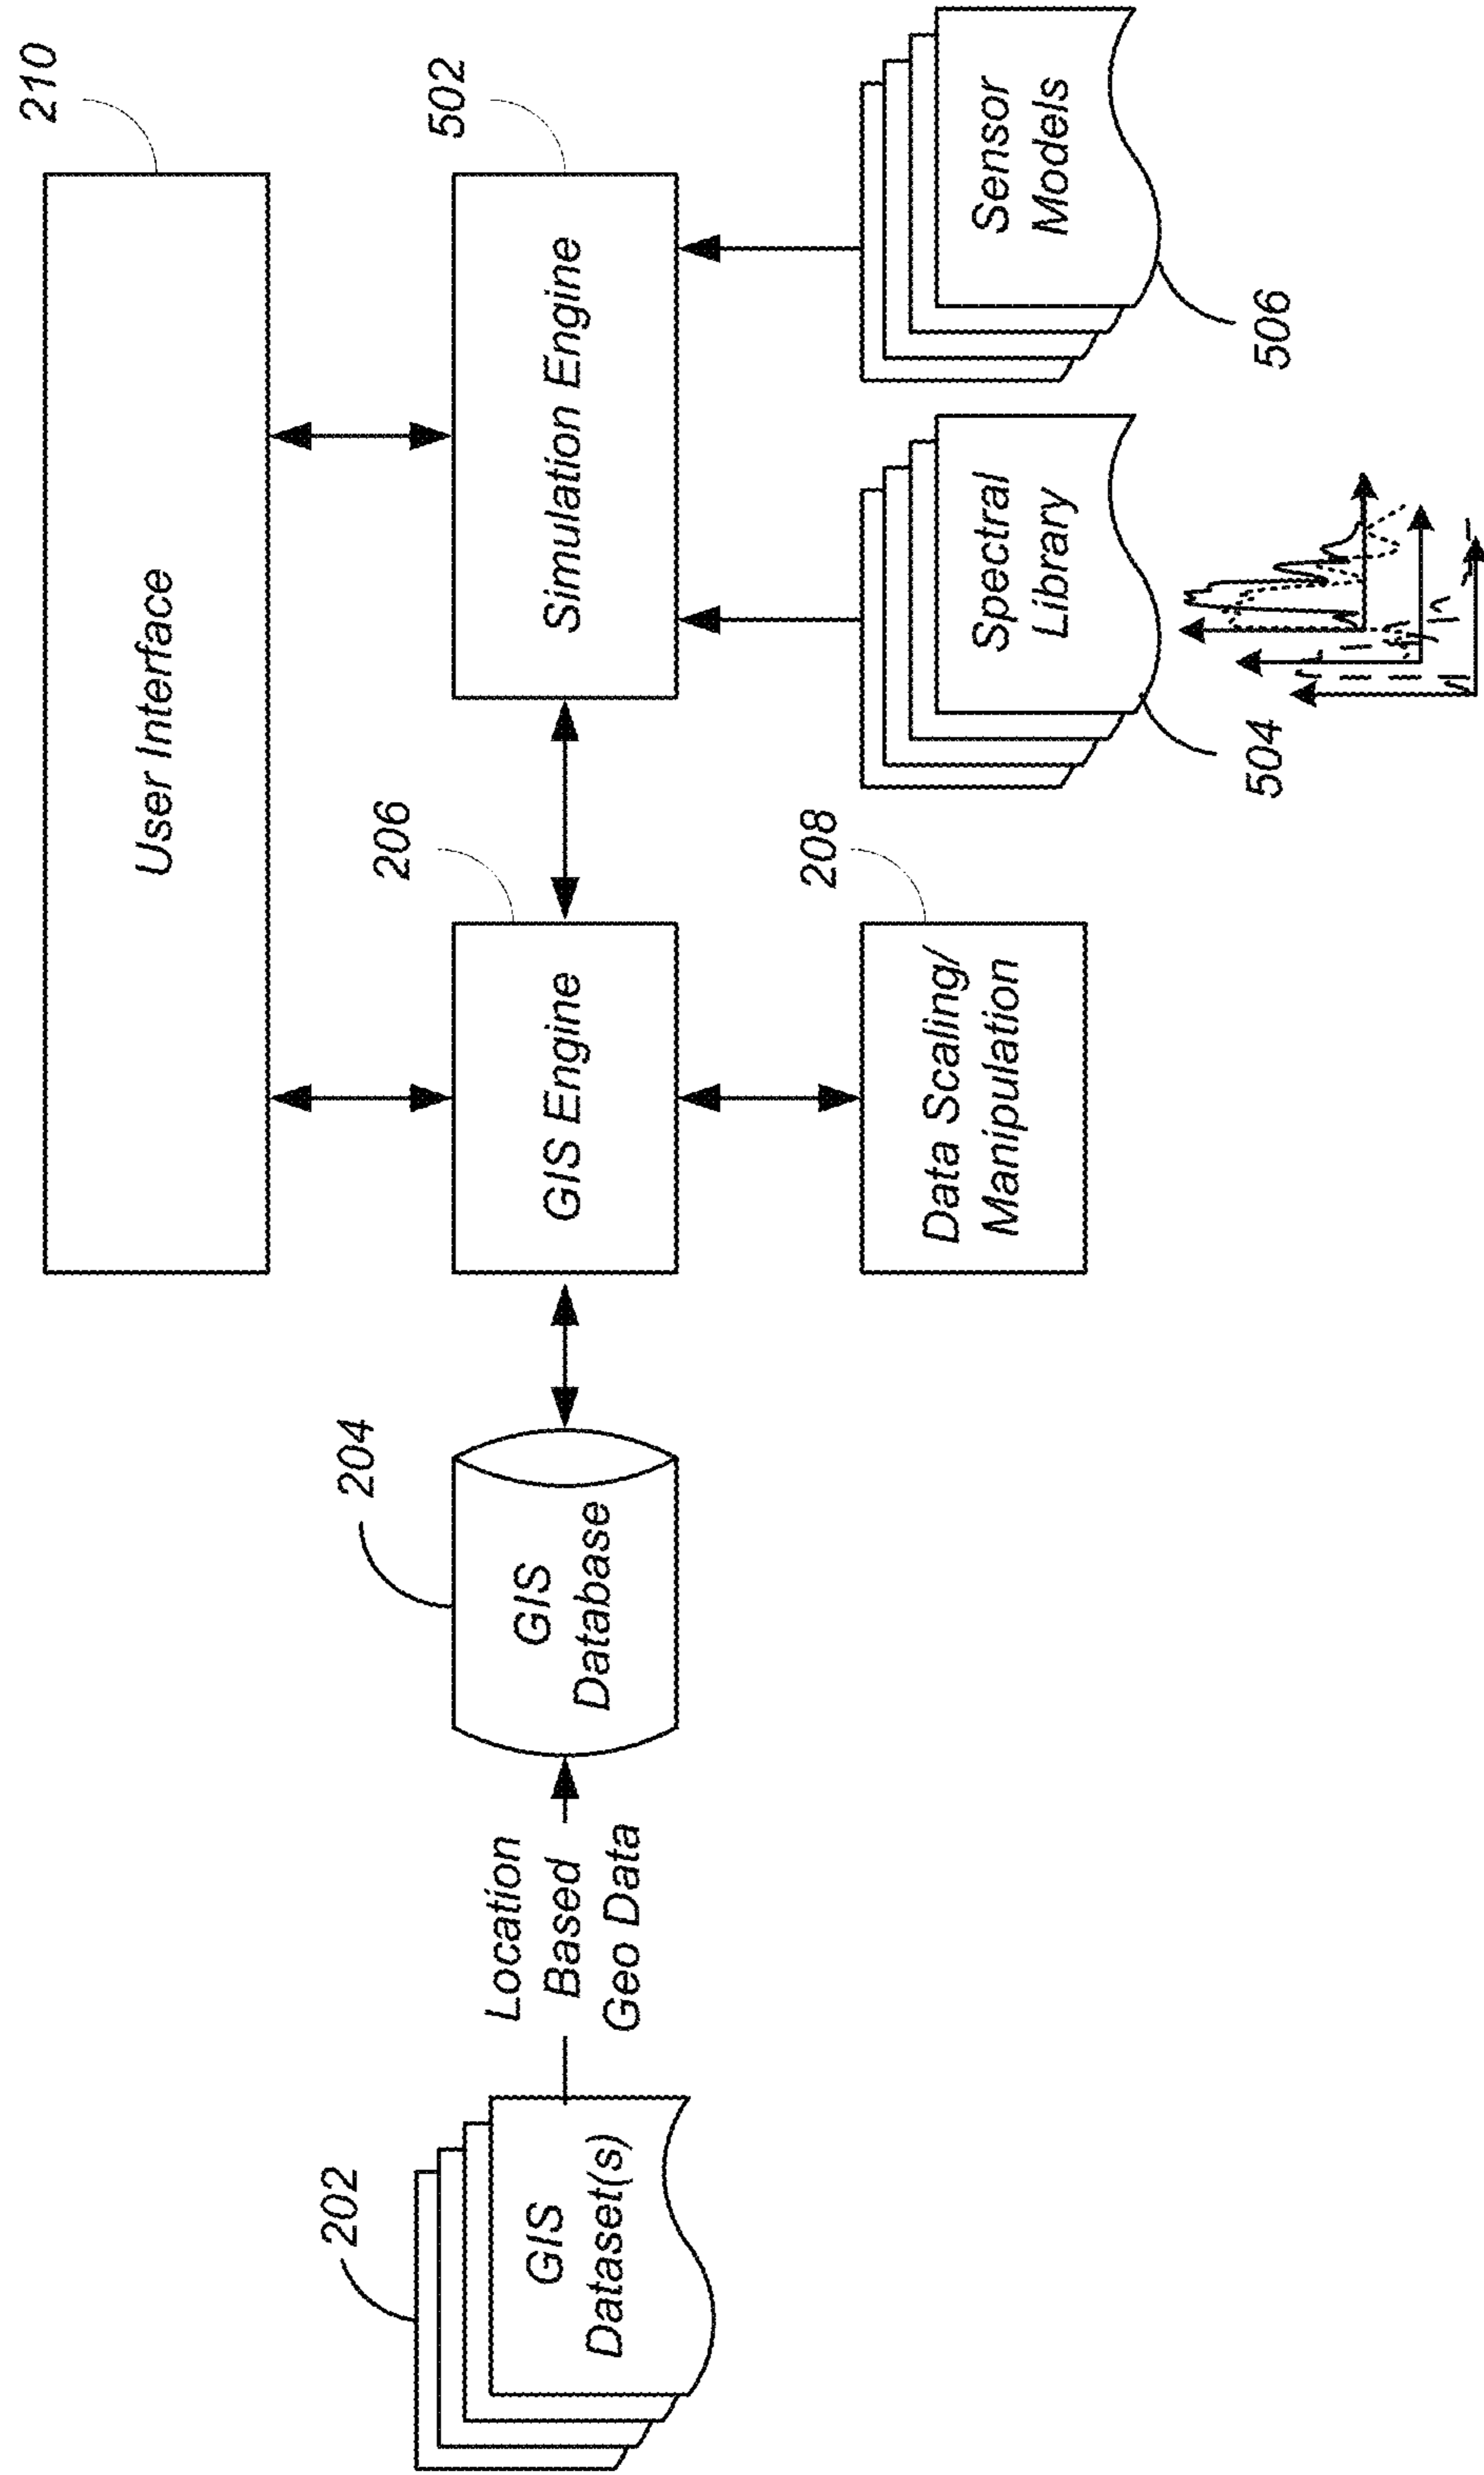 210
User Interface
502
Simulation Engine
206
GIS Engine
204
GIS
Database
Location
Based
Geo Data
202
GIS
Dataset(s)
208
Data Scaling/
Manipulation
Spectral
Library
504
Sensor
Models
506